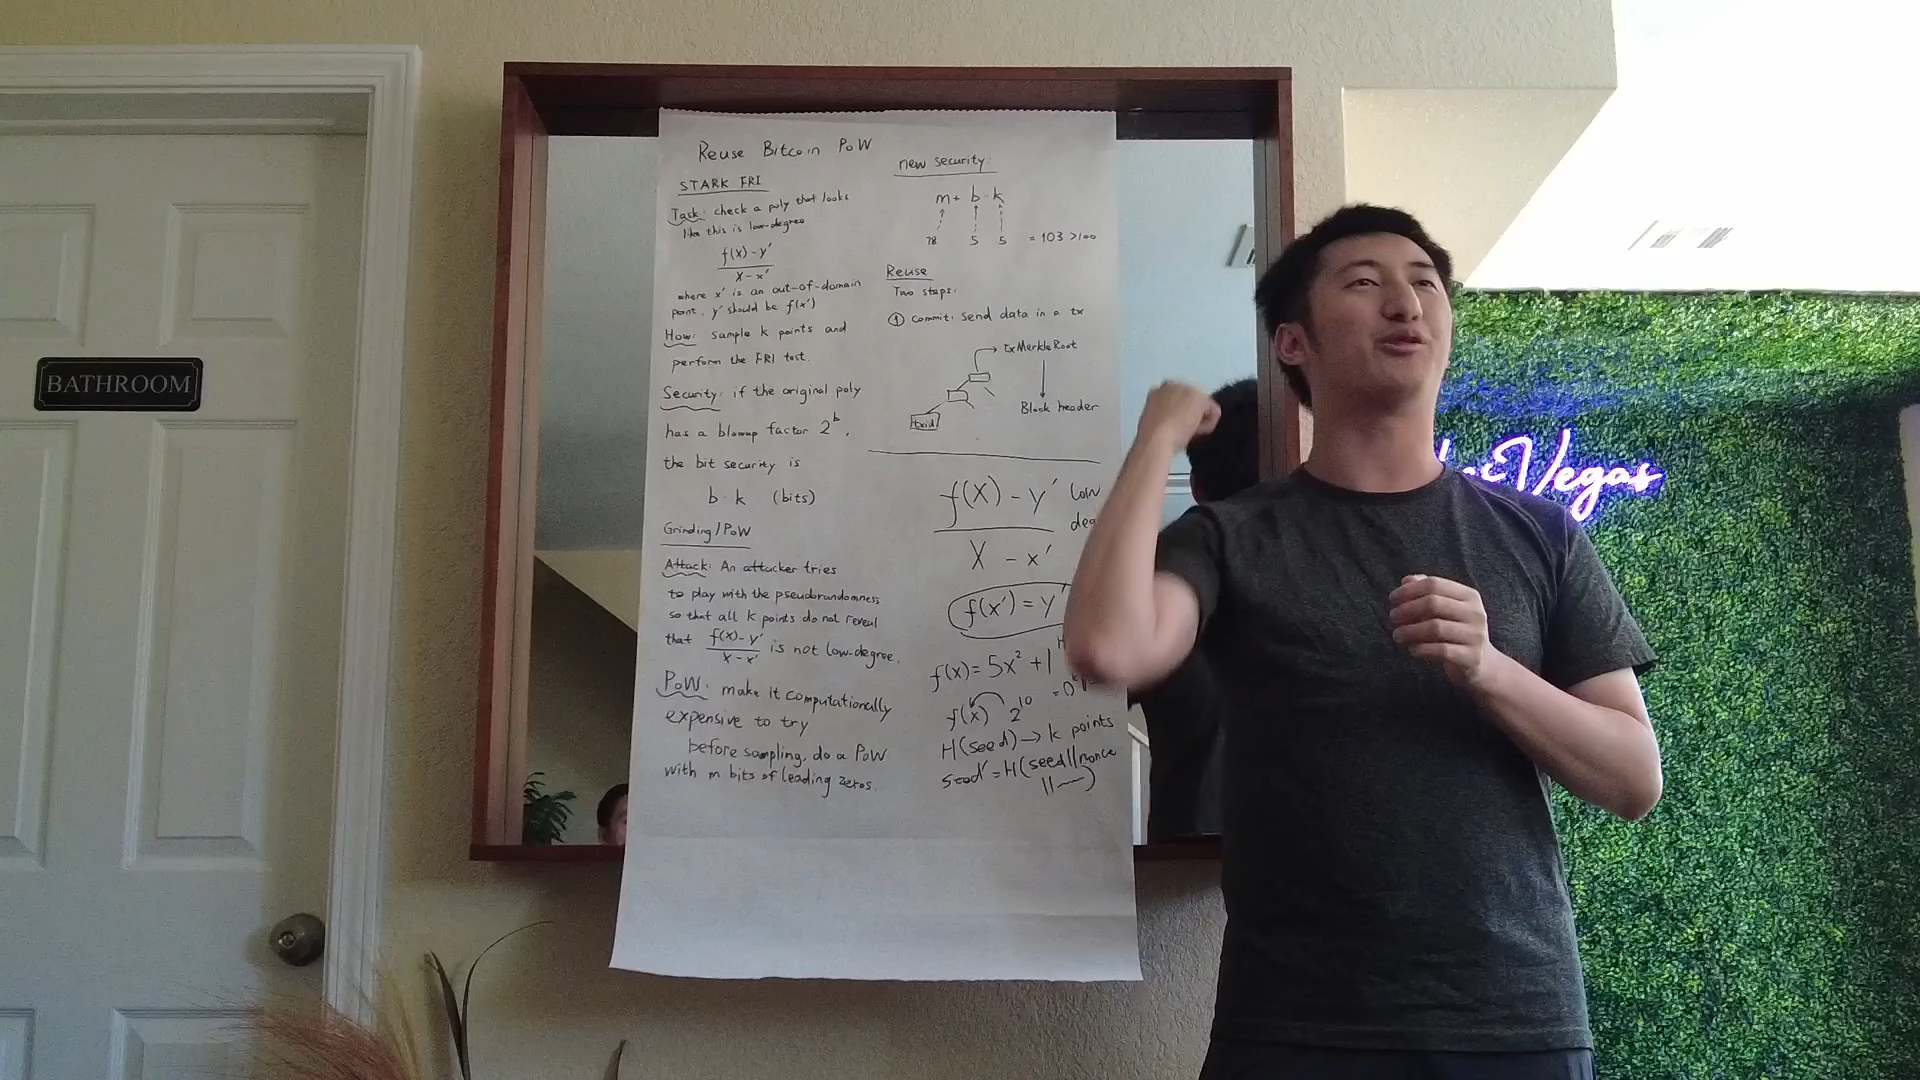 BATHROOM
Reuse Bitcoin PoW
STARK FRI
Task: check a poly that looks
like this is low-degree
f(X)-y'
X-x'
where x' is an out-of-domain
point, y' should be f(x')
How: sample k points and
perform the FRI test.
Security: if the original poly
has a blowup factor 2^b,
the bit security is
b·k (bits)
Grinding/PoW
Attack: An attacker tries
to play with the pseudorandomness
so that all k points do not reveal
that f(X)-y' / X-x' is not low-degree.
PoW: make it computationally
expensive to try
before sampling, do a PoW
with m bits of leading zeros.
new security:
m + b·k
78 5 5 = 103 >100
Reuse
Two steps:
① Commit: send data in a tx
txMerkleRoot
Block header
txid
f(X) - y' low
X - x'
f(x') = y'
f(x) = 5x² + 1
f(x) 2^10
H(seed) → k points
seed' = H(seed||nonce
||
Vegas